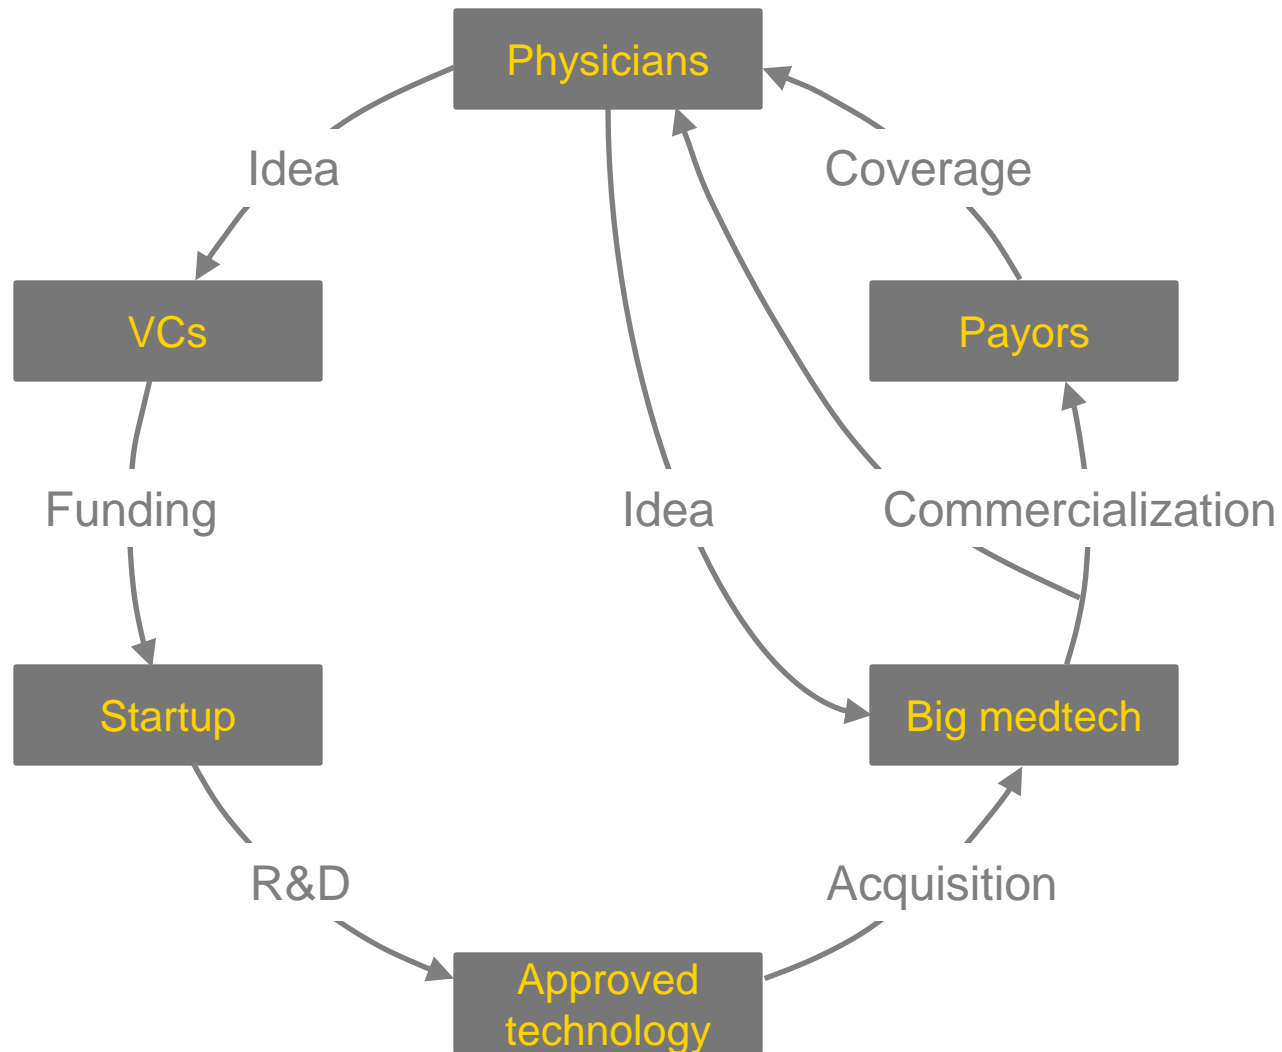 Physicians
Idea
Coverage
VCs
Payors
Funding
Idea
Commercialization
Startup
Big medtech
R&D
Acquisition
Approved
technology